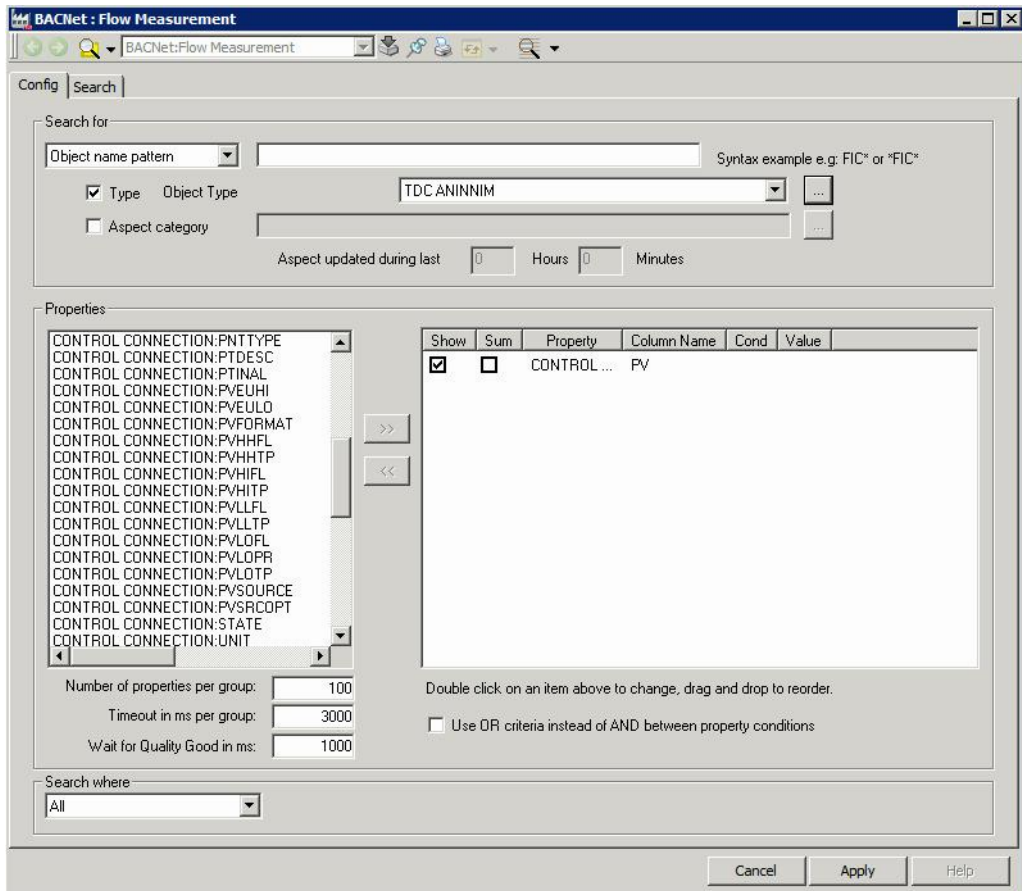 BACNet : Flow Measurement
BACNet:Flow Measurement
Config Search
Search for
Object name pattern Syntax example e.g: FIC* or *FIC*
Type Object Type TDC ANINNIM ...
Aspect category ...
Aspect updated during last 0 Hours 0 Minutes
Properties
CONTROL CONNECTION:PNTTYPE
CONTROL CONNECTION:PTDESC
CONTROL CONNECTION:PTINAL
CONTROL CONNECTION:PVEUHI
CONTROL CONNECTION:PVEULO
CONTROL CONNECTION:PVFORMAT
CONTROL CONNECTION:PVHHFL
CONTROL CONNECTION:PVHHTP
CONTROL CONNECTION:PVHIFL
CONTROL CONNECTION:PVHITP
CONTROL CONNECTION:PVLLFL
CONTROL CONNECTION:PVLLTP
CONTROL CONNECTION:PVLOFL
CONTROL CONNECTION:PVLOPR
CONTROL CONNECTION:PVLOTP
CONTROL CONNECTION:PVSOURCE
CONTROL CONNECTION:PVSRCOPT
CONTROL CONNECTION:STATE
CONTROL CONNECTION:UNIT
>>
<<
Show Sum Property Column Name Cond Value
CONTROL ... PV
Number of properties per group: 100
Timeout in ms per group: 3000
Wait for Quality Good in ms: 1000
Double click on an item above to change, drag and drop to reorder.
Use OR criteria instead of AND between property conditions
Search where
All
Cancel Apply Help